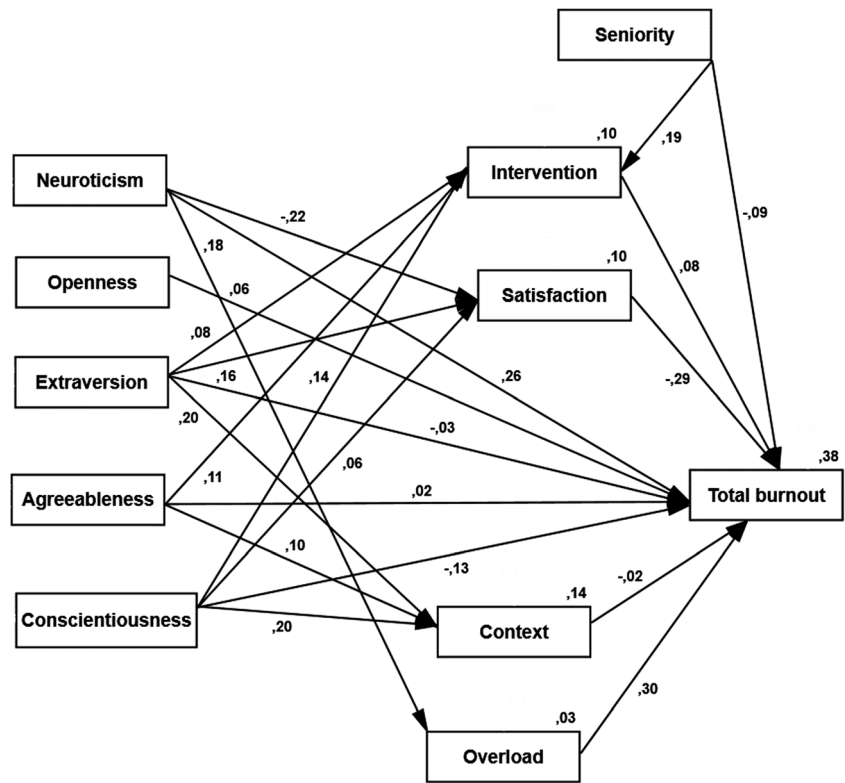 Seniority
,10
,19
Intervention
Neuroticism
-,22
-,09
,18
,10
,08
Openness
,06
Satisfaction
,08
Extraversion
,16
,14
,26
-,29
,20
-,03
,38
,11
,06
Agreeableness
,02
Total burnout
,10
-,13
-,02
,14
Conscientiousness
,20
Context
,30
,03
Overload